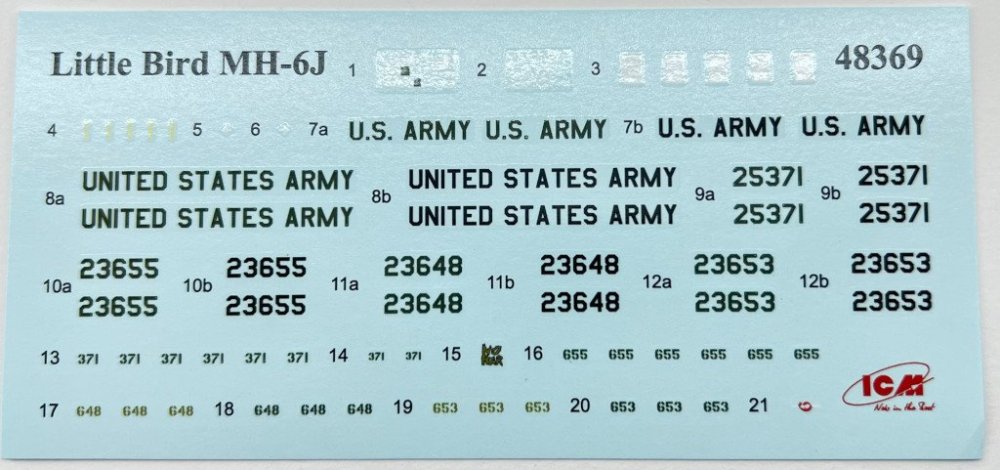 Little Bird MH-6J 1 2 3 48369
4 5 6 7a U.S. ARMY U.S. ARMY 7b U.S. ARMY U.S. ARMY
8a UNITED STATES ARMY 8b UNITED STATES ARMY 9a 25371 9b 25371
UNITED STATES ARMY UNITED STATES ARMY 25371 25371
10a 23655 10b 23655 11a 23648 11b 23648 12a 23653 12b 23653
23655 23655 23648 23648 23653 23653
13 371 371 371 371 371 371 14 371 371 15 16 655 655 655 655 655 655
ICM
17 648 648 648 18 648 648 648 19 653 653 653 20 653 653 653 21